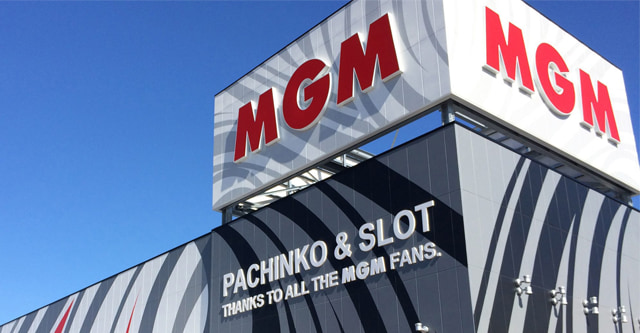 MGM
MGM
PACHINKO & SLOT
THANKS TO ALL THE MGM FANS.